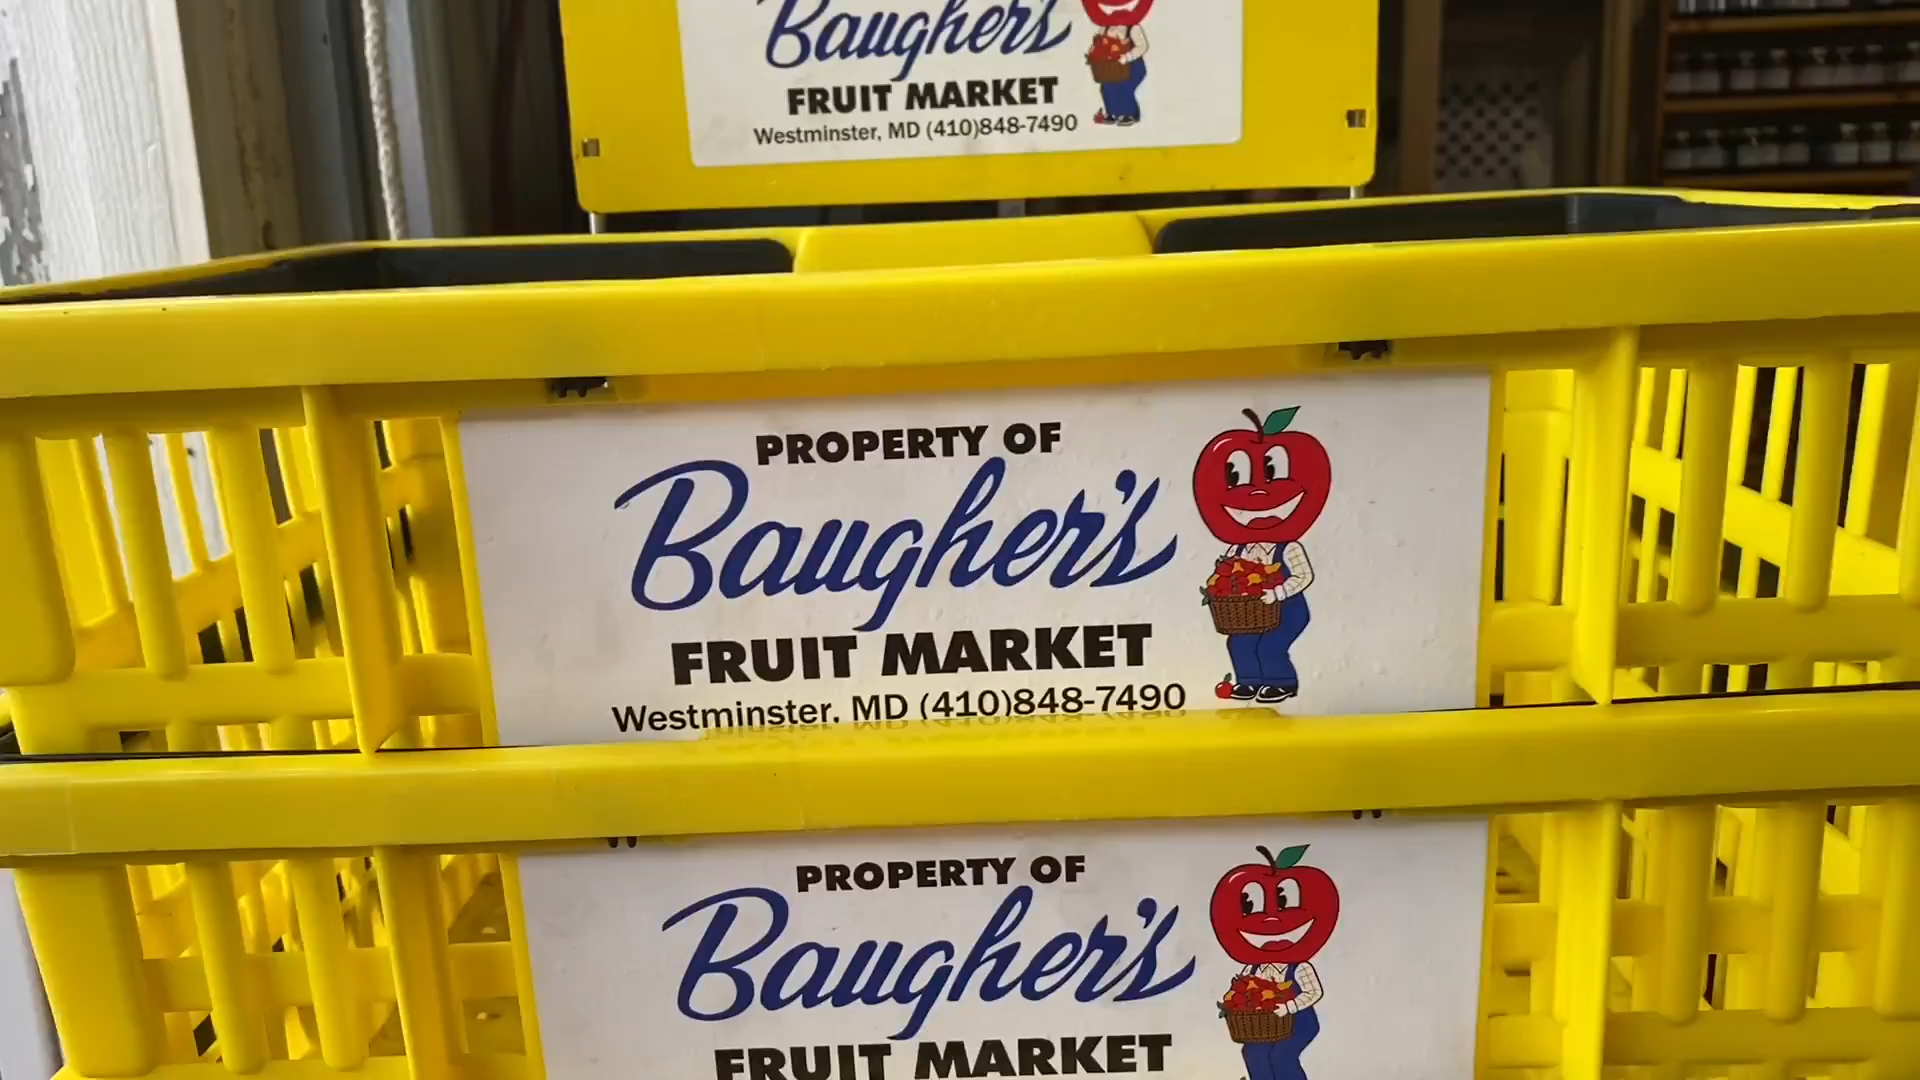 Baugher's
FRUIT MARKET
Westminster, MD (410)848-7490
PROPERTY OF
Baugher's
FRUIT MARKET
Westminster, MD (410)848-7490
PROPERTY OF
Baugher's
FRUIT MARKET